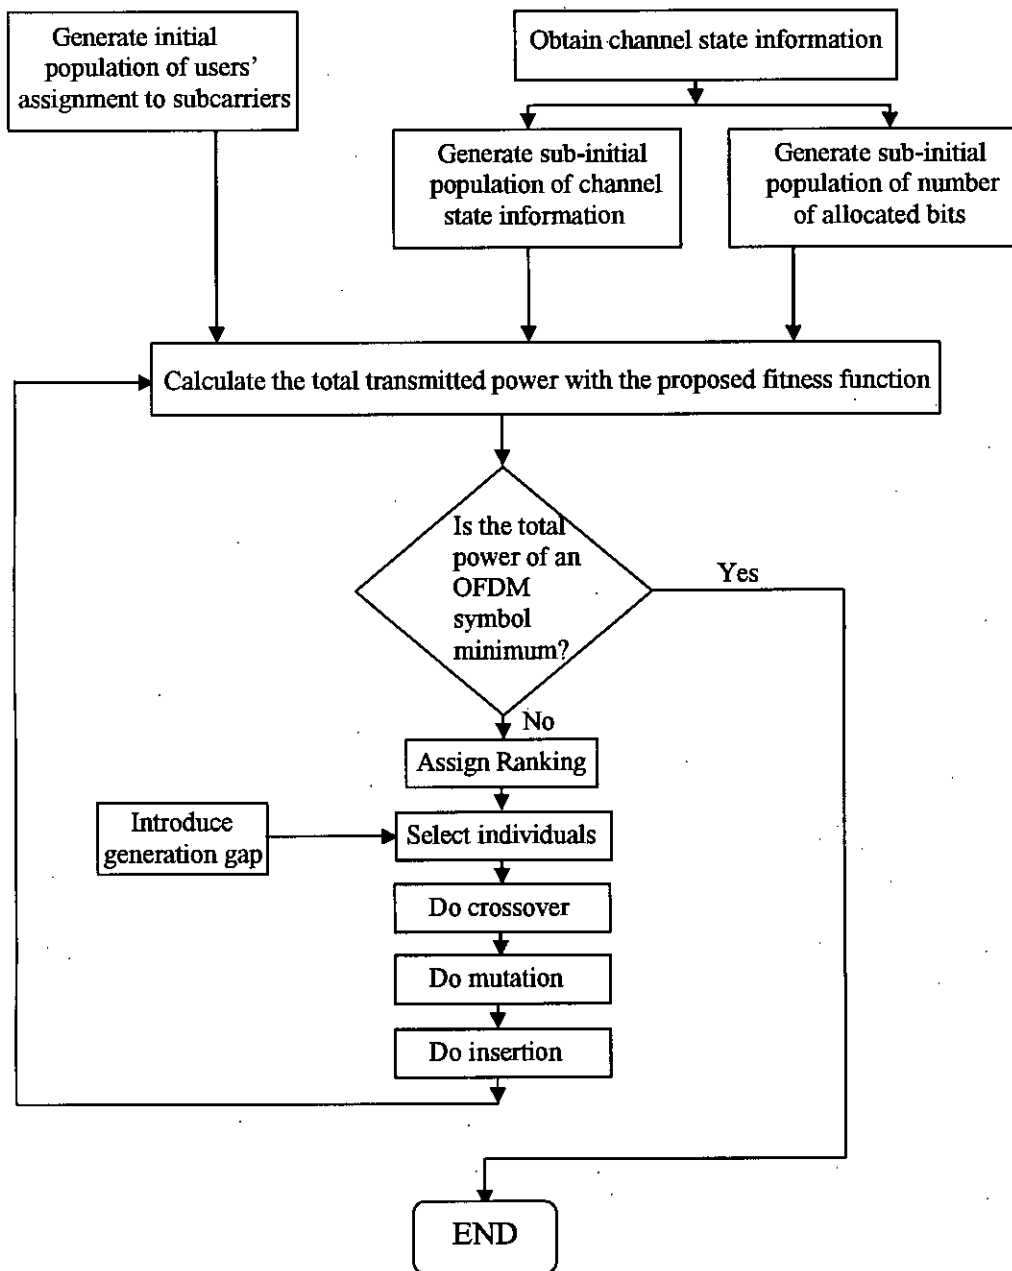 Generate initial
population of users'
assignment to subcarriers
Obtain channel state information
Generate sub-initial
population of channel
state information
Generate sub-initial
population of number
of allocated bits
Calculate the total transmitted power with the proposed fitness function
Is the total
power of an
OFDM
symbol
minimum?
Yes
No
Assign Ranking
Introduce
generation gap
Select individuals
Do crossover
Do mutation
Do insertion
END